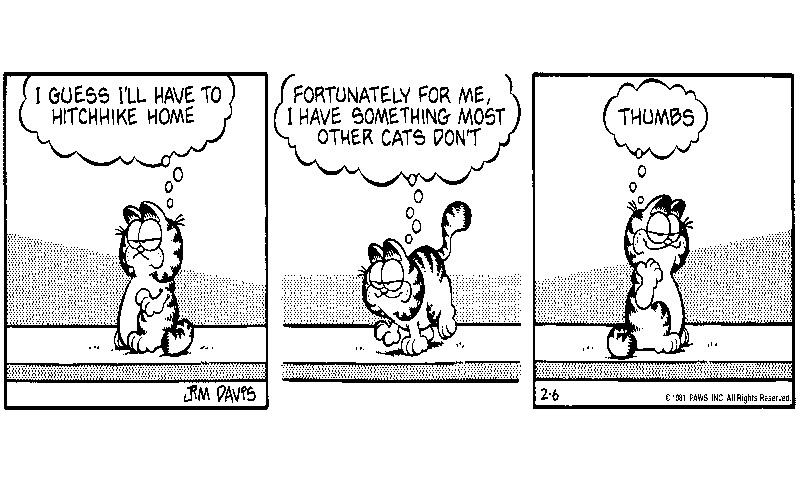 I GUESS I'LL HAVE TO
HITCHHIKE HOME
FORTUNATELY FOR ME,
I HAVE SOMETHING MOST
OTHER CATS DON'T
THUMBS
JIM DAVIS
2-6
© 1981 PAWS, INC. All Rights Reserved.